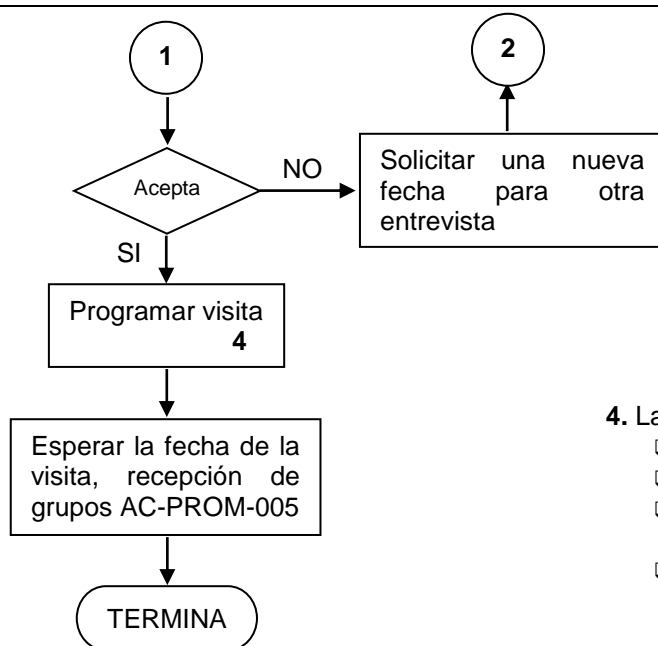 1
2
Acepta
NO
Solicitar una nueva
fecha para otra
entrevista
SI
Programar visita
4
Esperar la fecha de la
visita, recepción de
grupos AC-PROM-005
TERMINA
4. La